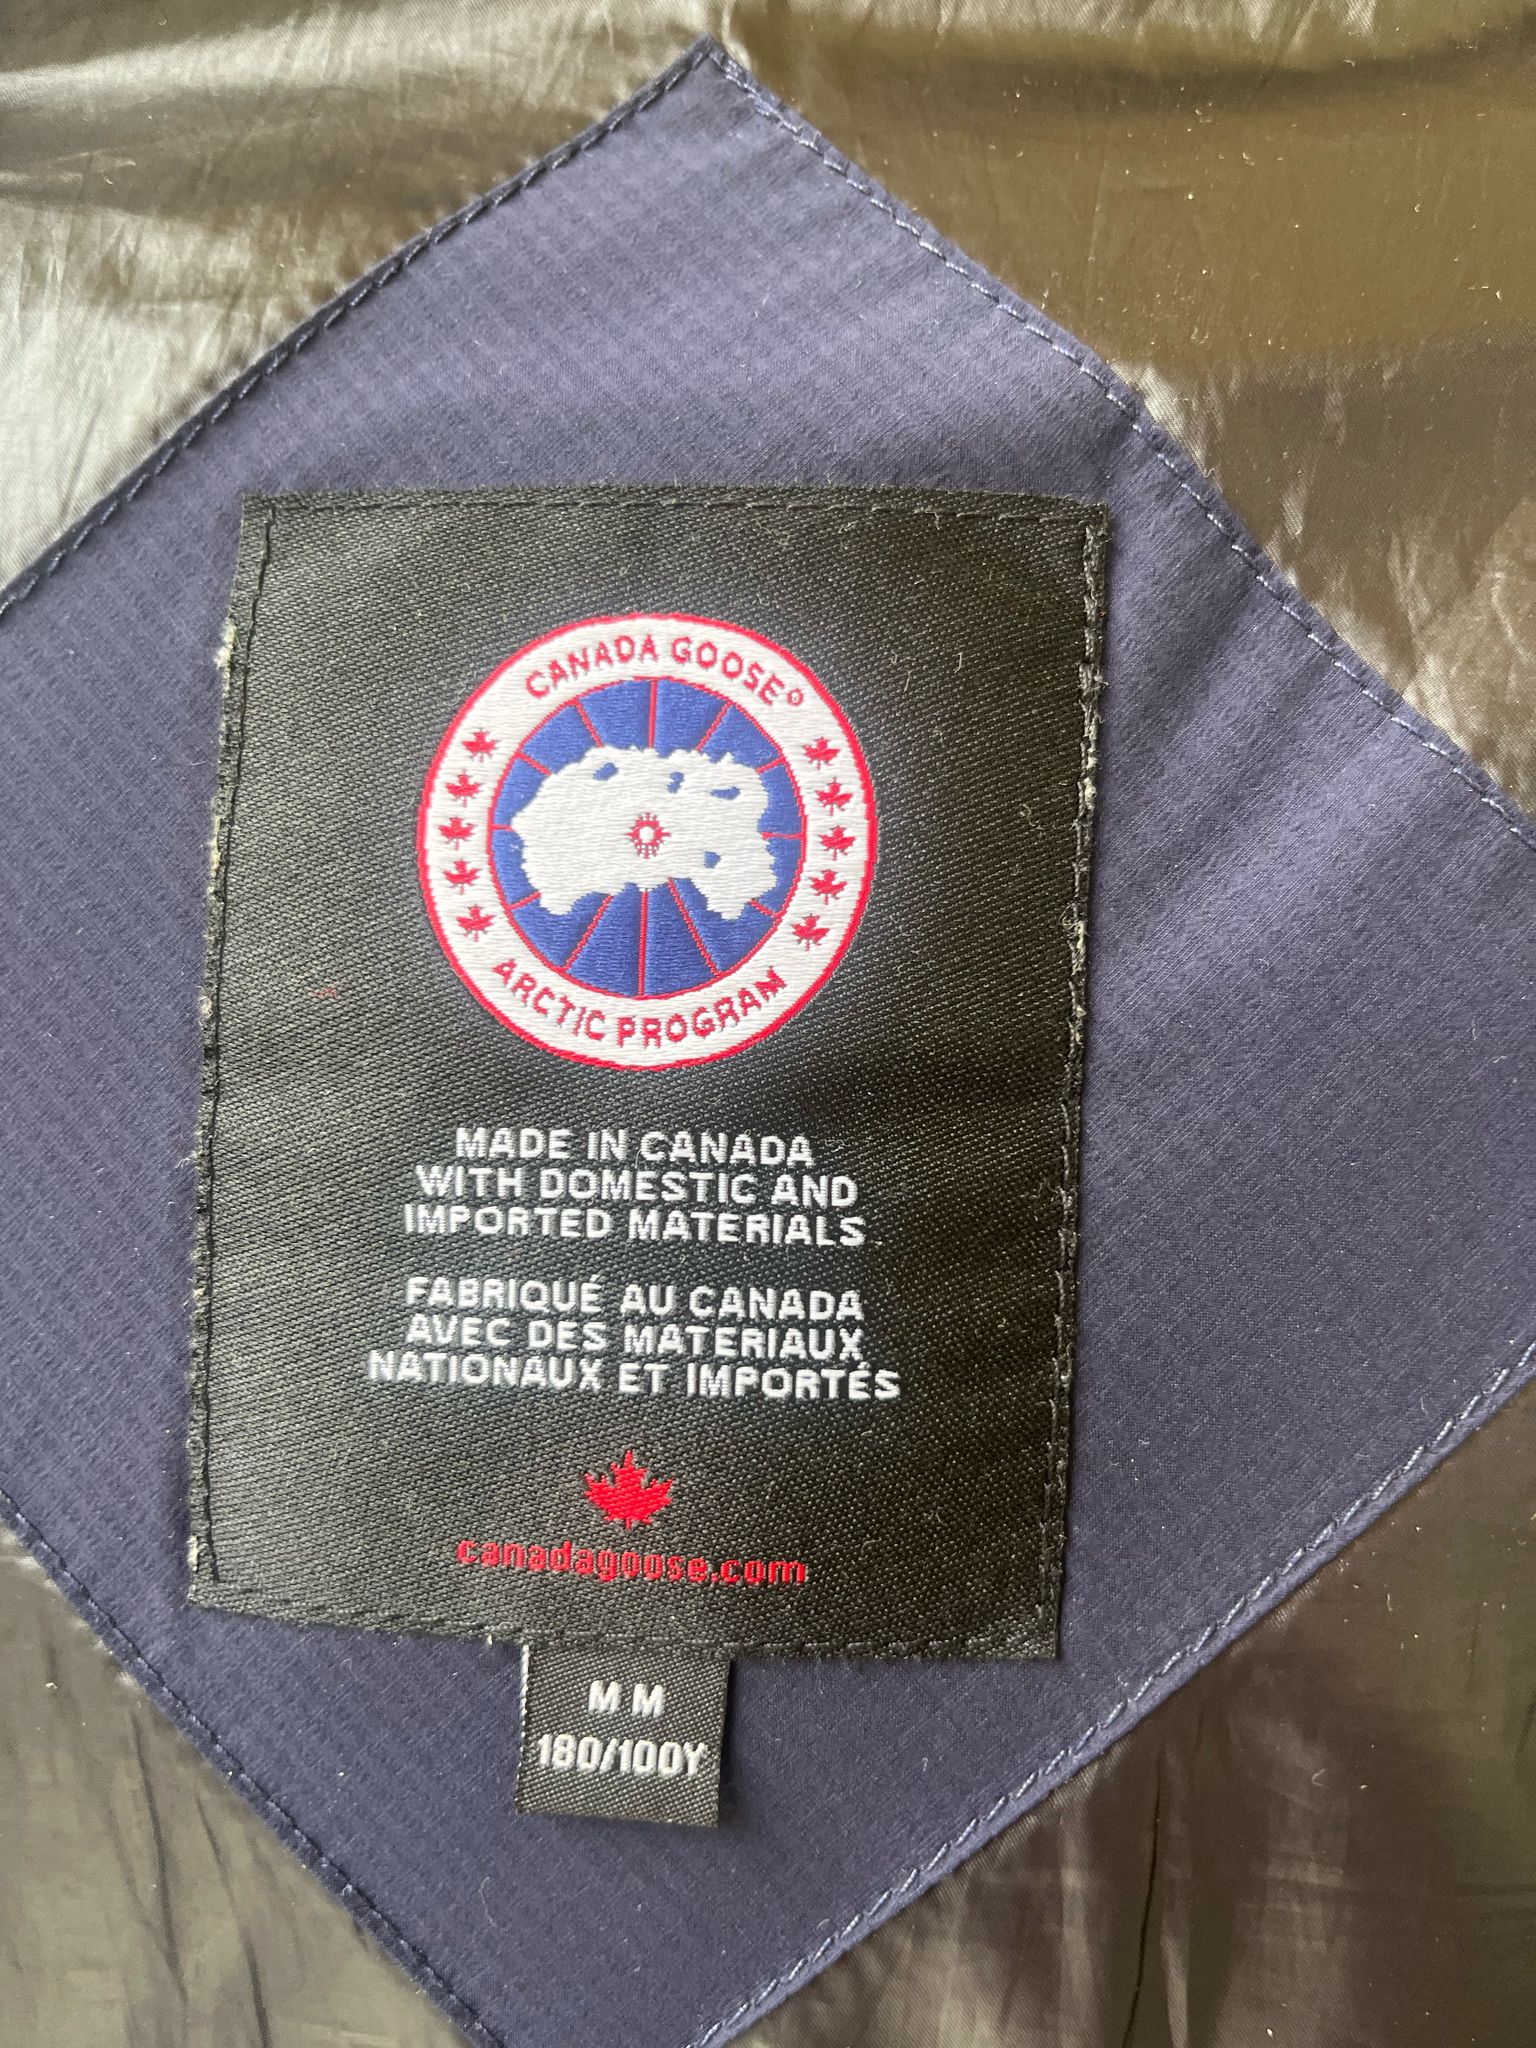 CANADA GOOSE®
ARCTIC PROGRAM
MADE IN CANADA
WITH DOMESTIC AND
IMPORTED MATERIALS
FABRIQUÉ AU CANADA
AVEC DES MATERIAUX
NATIONAUX ET IMPORTÉS
canadagoose.com
M M
180/100Y